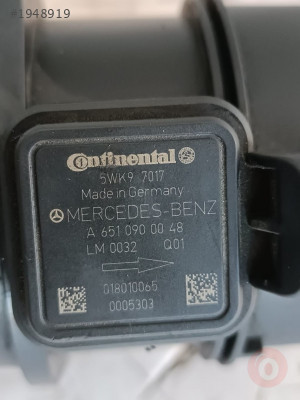 #1948919
Continental
5WK9 7017
Made in Germany
MERCEDES-BENZ
A 651 090 00 48
LM 0032 Q01
018010065
0005303